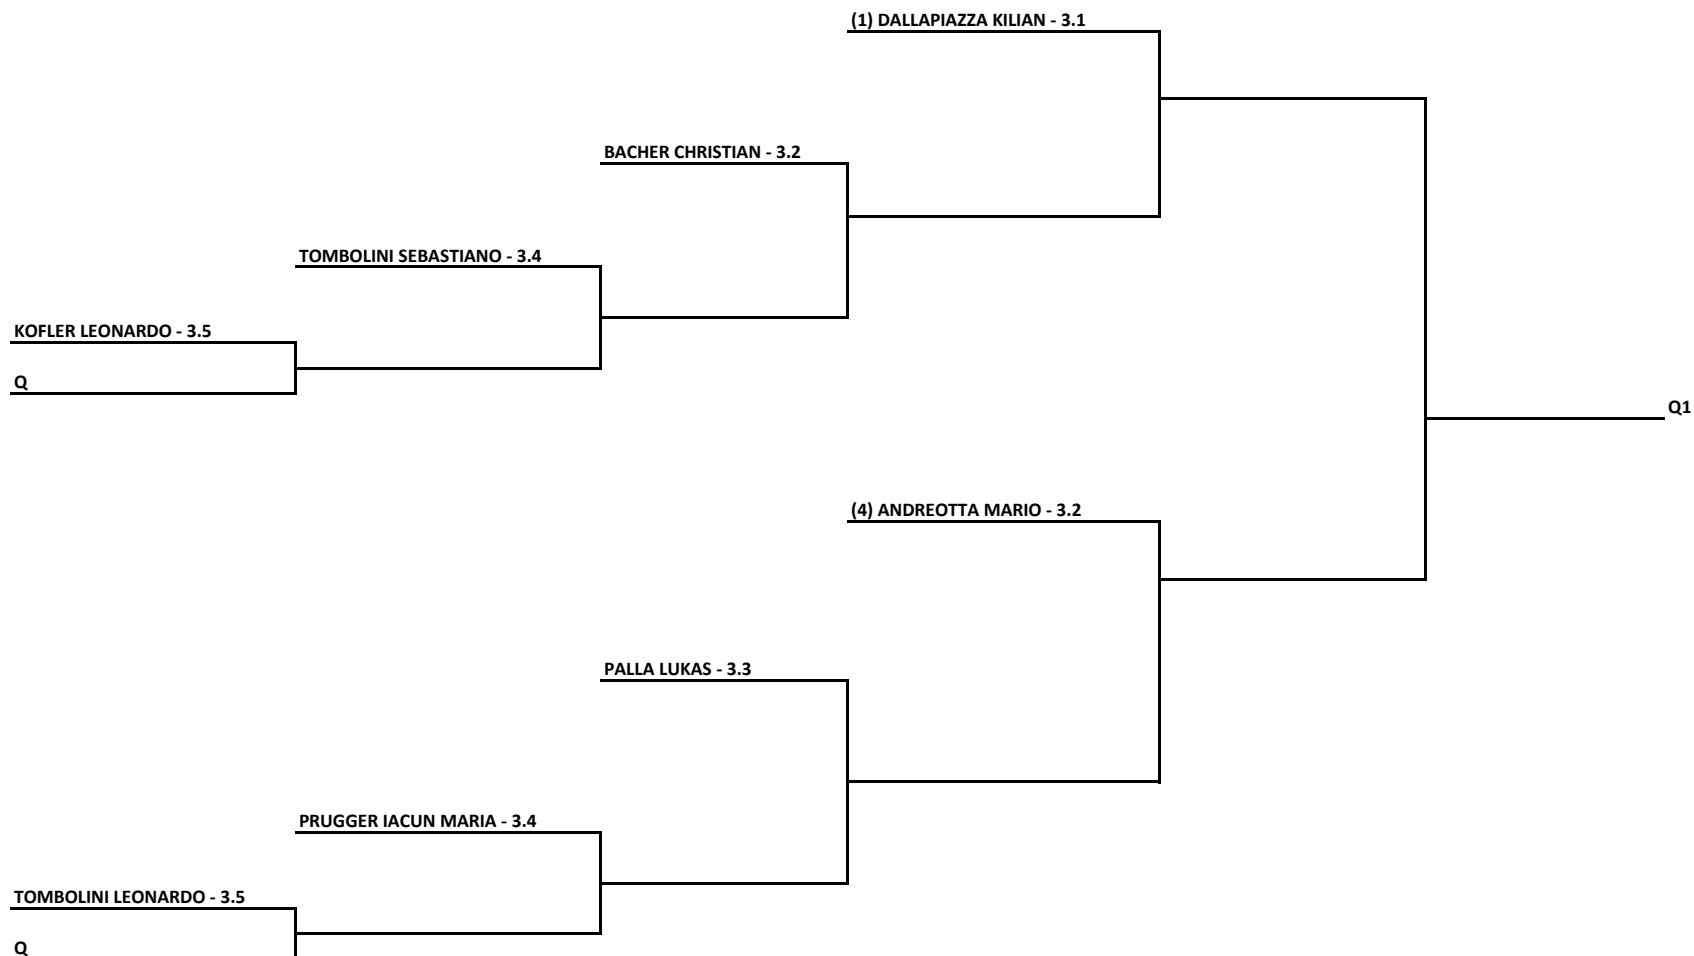 (1) DALLAPIAZZA KILIAN - 3.1
BACHER CHRISTIAN - 3.2
TOMBOLINI SEBASTIANO - 3.4
KOFLER LEONARDO - 3.5
Q
Q1
(4) ANDREOTTA MARIO - 3.2
PALLA LUKAS - 3.3
PRUGGER IACUN MARIA - 3.4
TOMBOLINI LEONARDO - 3.5
Q